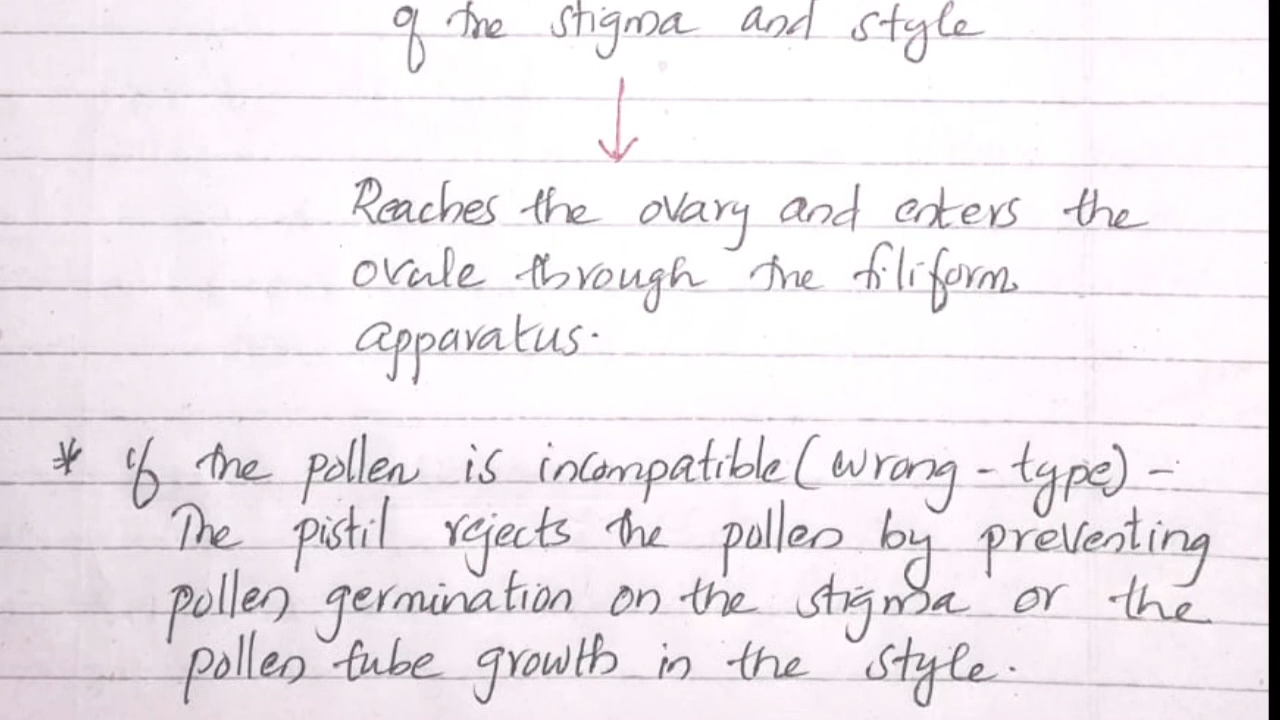 of the stigma and style
Reaches the ovary and enters the
ovule through the filiform
apparatus.
* if the pollen is incompatible (wrong-type) -
The pistil rejects the pollen by preventing
pollen germination on the stigma or the
pollen tube growth in the style.